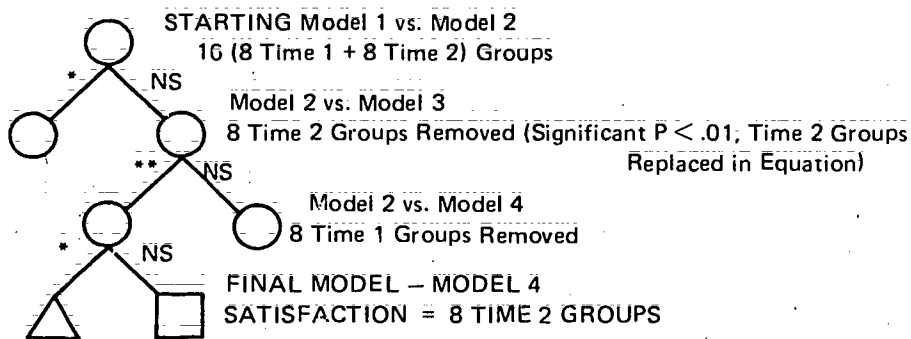 STARTING Model 1 vs. Model 2
16 (8 Time 1 + 8 Time 2) Groups
*
NS
Model 2 vs. Model 3
8 Time 2 Groups Removed (Significant P < .01, Time 2 Groups
Replaced in Equation)
**
NS
Model 2 vs. Model 4
8 Time 1 Groups Removed
*
NS
FINAL MODEL – MODEL 4
SATISFACTION = 8 TIME 2 GROUPS